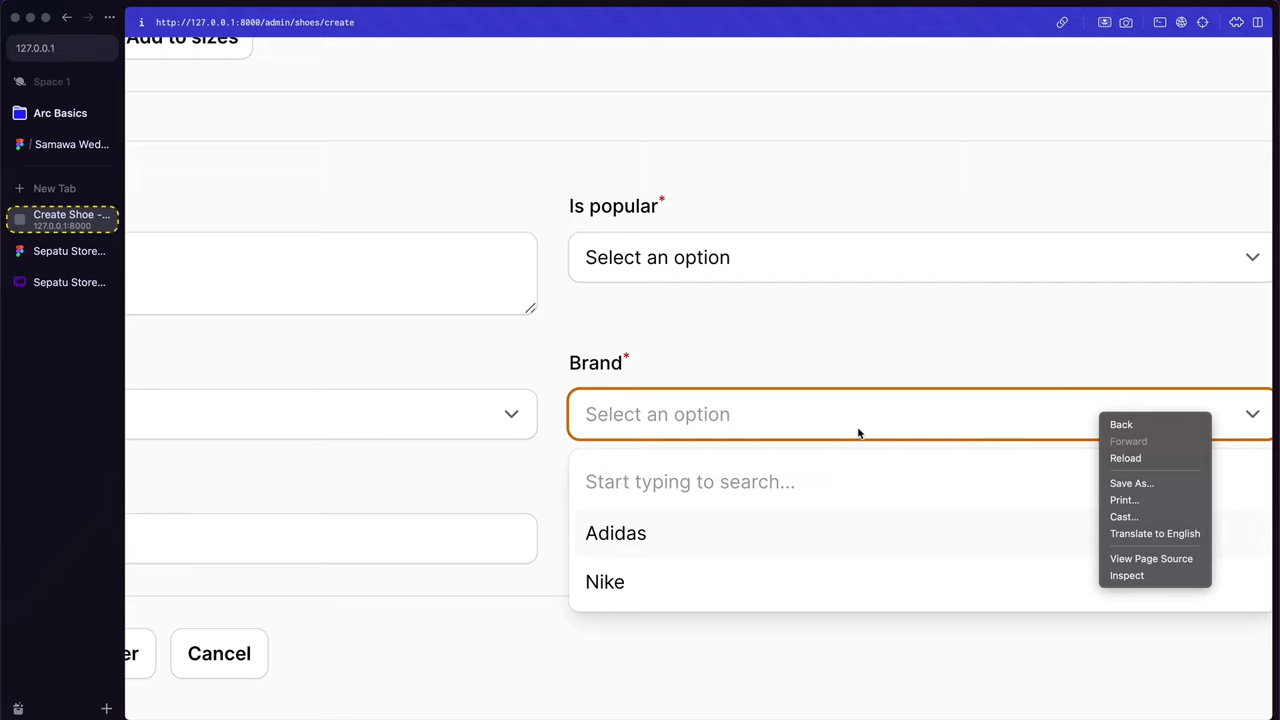 http://127.0.0.1:8000/admin/shoes/create
127.0.0.1
Space 1
Arc Basics
/ Samawa Wed...
New Tab
Create Shoe -...
127.0.0.1:8000
Sepatu Store...
Sepatu Store...
Add to sizes
Is popular*
Select an option
Brand*
Select an option
Start typing to search...
Adidas
Nike
er
Cancel
Back
Forward
Reload
Save As...
Print...
Cast...
Translate to English
View Page Source
Inspect